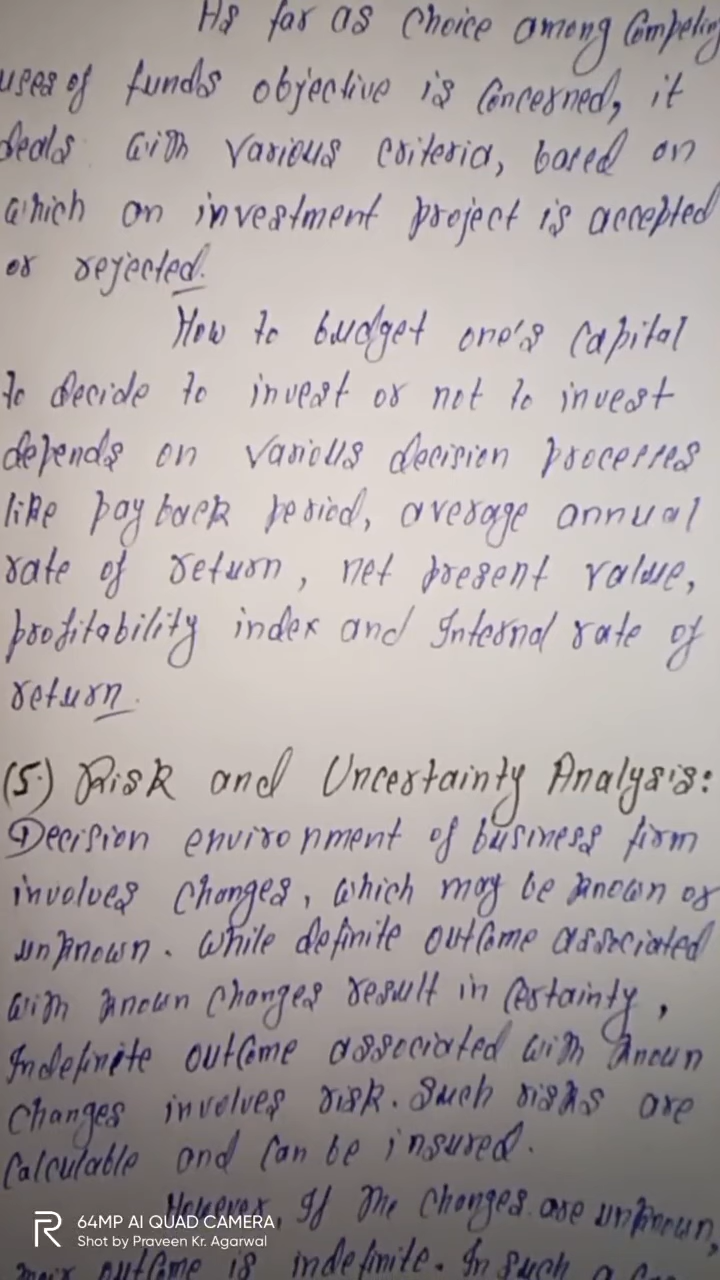 As far as choice among Competing
uses of funds objective is Concerned, it
deals with various criteria, based on
which an investment project is accepted
or rejected.
How to budget one's capital
to decide to invest or not to invest
depends on various decision processes
like pay back period, average annual
rate of return, net present value,
profitability index and Internal rate of
return.
(5.) Risk and Uncertainty Analysis:
Decision environment of business firm
involves changes, which may be known or
unknown. While definite outcome associated
with known changes result in Certainty,
Indefinite outcome associated with known
changes involves risk. Such risks are
Calculable and can be insured.
However, If the changes are unknown,
their outcome is indefinite. In such a
64MP AI QUAD CAMERA
Shot by Praveen Kr. Agarwal